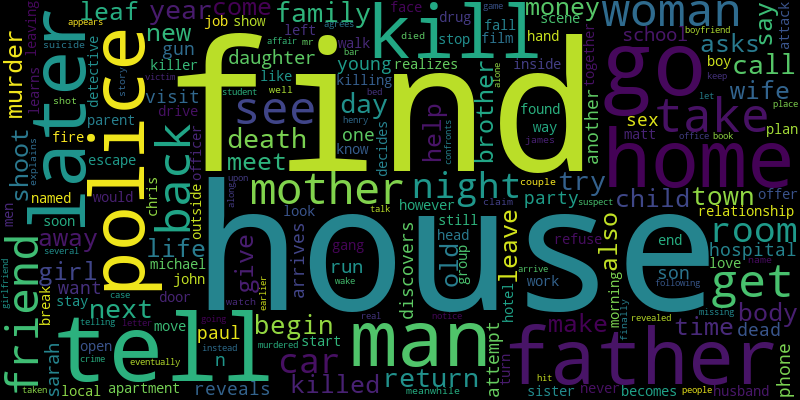 find
house
tell
police
later
kill
go
home
man
father
woman
take
get
mother
night
back
friend
see
car
family
leaf
year
come
money
say
asks
call
wife
school
boy
murder
new
job
show
gun
killer
detective
daughter
like
killing
young
realizes
death
day
meet
one
help
brother
another
found
way
sex
matt
plan
visit
parent
fire
escape
shoot
named
would
chris
officer
outside
know
decides
try
child
town
offer
relationship
room
hospital
party
however
still
look
leave
also
old
head
group
end
love
son
body
life
away
soon
girl
want
michael
john
give
arrives
run
gang
discovers
hotel
work
morning
time
dead
phone
next
break
stay
door
move
paul
begin
start
make
attempt
turn
return
killed
reveals
sarah
open
local
apartment
sister
never
becomes
husband
n
appears
suicide
learns
leaving
left
affair
mr
agrees
walk
bar
died
face
drug
stop
game
fall
film
scene
hand
inside
together
boyfriend
keep
attack
let
place
office
book
shot
story
victim
explains
drive
student
well
bed
henry
alone
confronts
james
men
several
case
girlfriend
telling
letter
crime
taken
eventually
going
instead
murdered
watch
earlier
real
wake
talk
along
upon
couple
claim
suspect
refuse
arrive
notice
meanwhile
hit
people
finally
revealed
following
missing
name